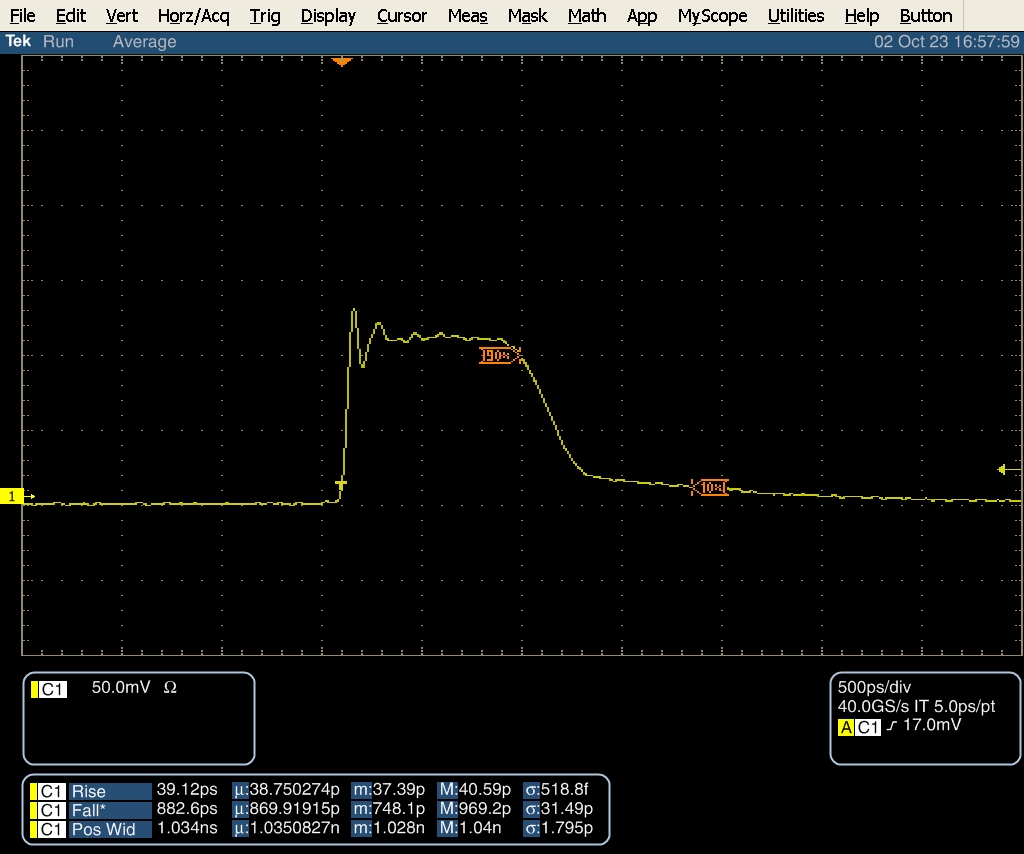 File Edit Vert Horz/Acq Trig Display Cursor Meas Mask Math App MyScope Utilities Help Button
Tek Run Average 02 Oct 23 16:57:59
90%
1
10%
C1 50.0mV Ω
500ps/div
40.0GS/s IT 5.0ps/pt
A C1 17.0mV
C1 Rise 39.12ps μ:38.750274p m:37.39p M:40.59p σ:518.8f
C1 Fall* 882.6ps μ:869.91915p m:748.1p M:969.2p σ:31.49p
C1 Pos Wid 1.034ns μ:1.0350827n m:1.028n M:1.04n σ:1.795p